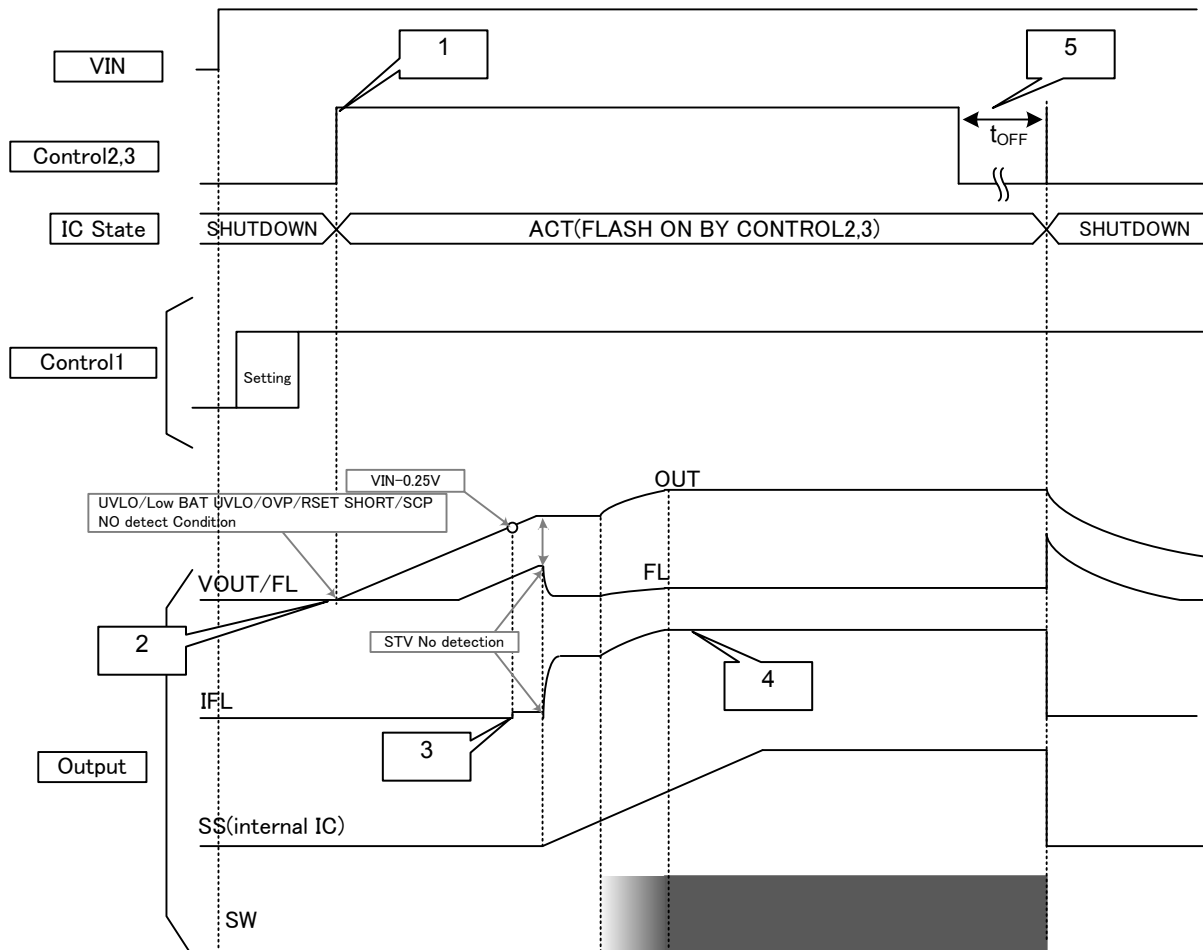 1
5
VIN
tOFF
Control2,3
IC State
SHUTDOWN
ACT(FLASH ON BY CONTROL2,3)
SHUTDOWN
Control1
Setting
VIN-0.25V
OUT
UVLO/Low BAT UVLO/OVP/RSET SHORT/SCP
NO detect Condition
VOUT/FL
FL
2
STV No detection
4
IFL
3
Output
SS(internal IC)
SW